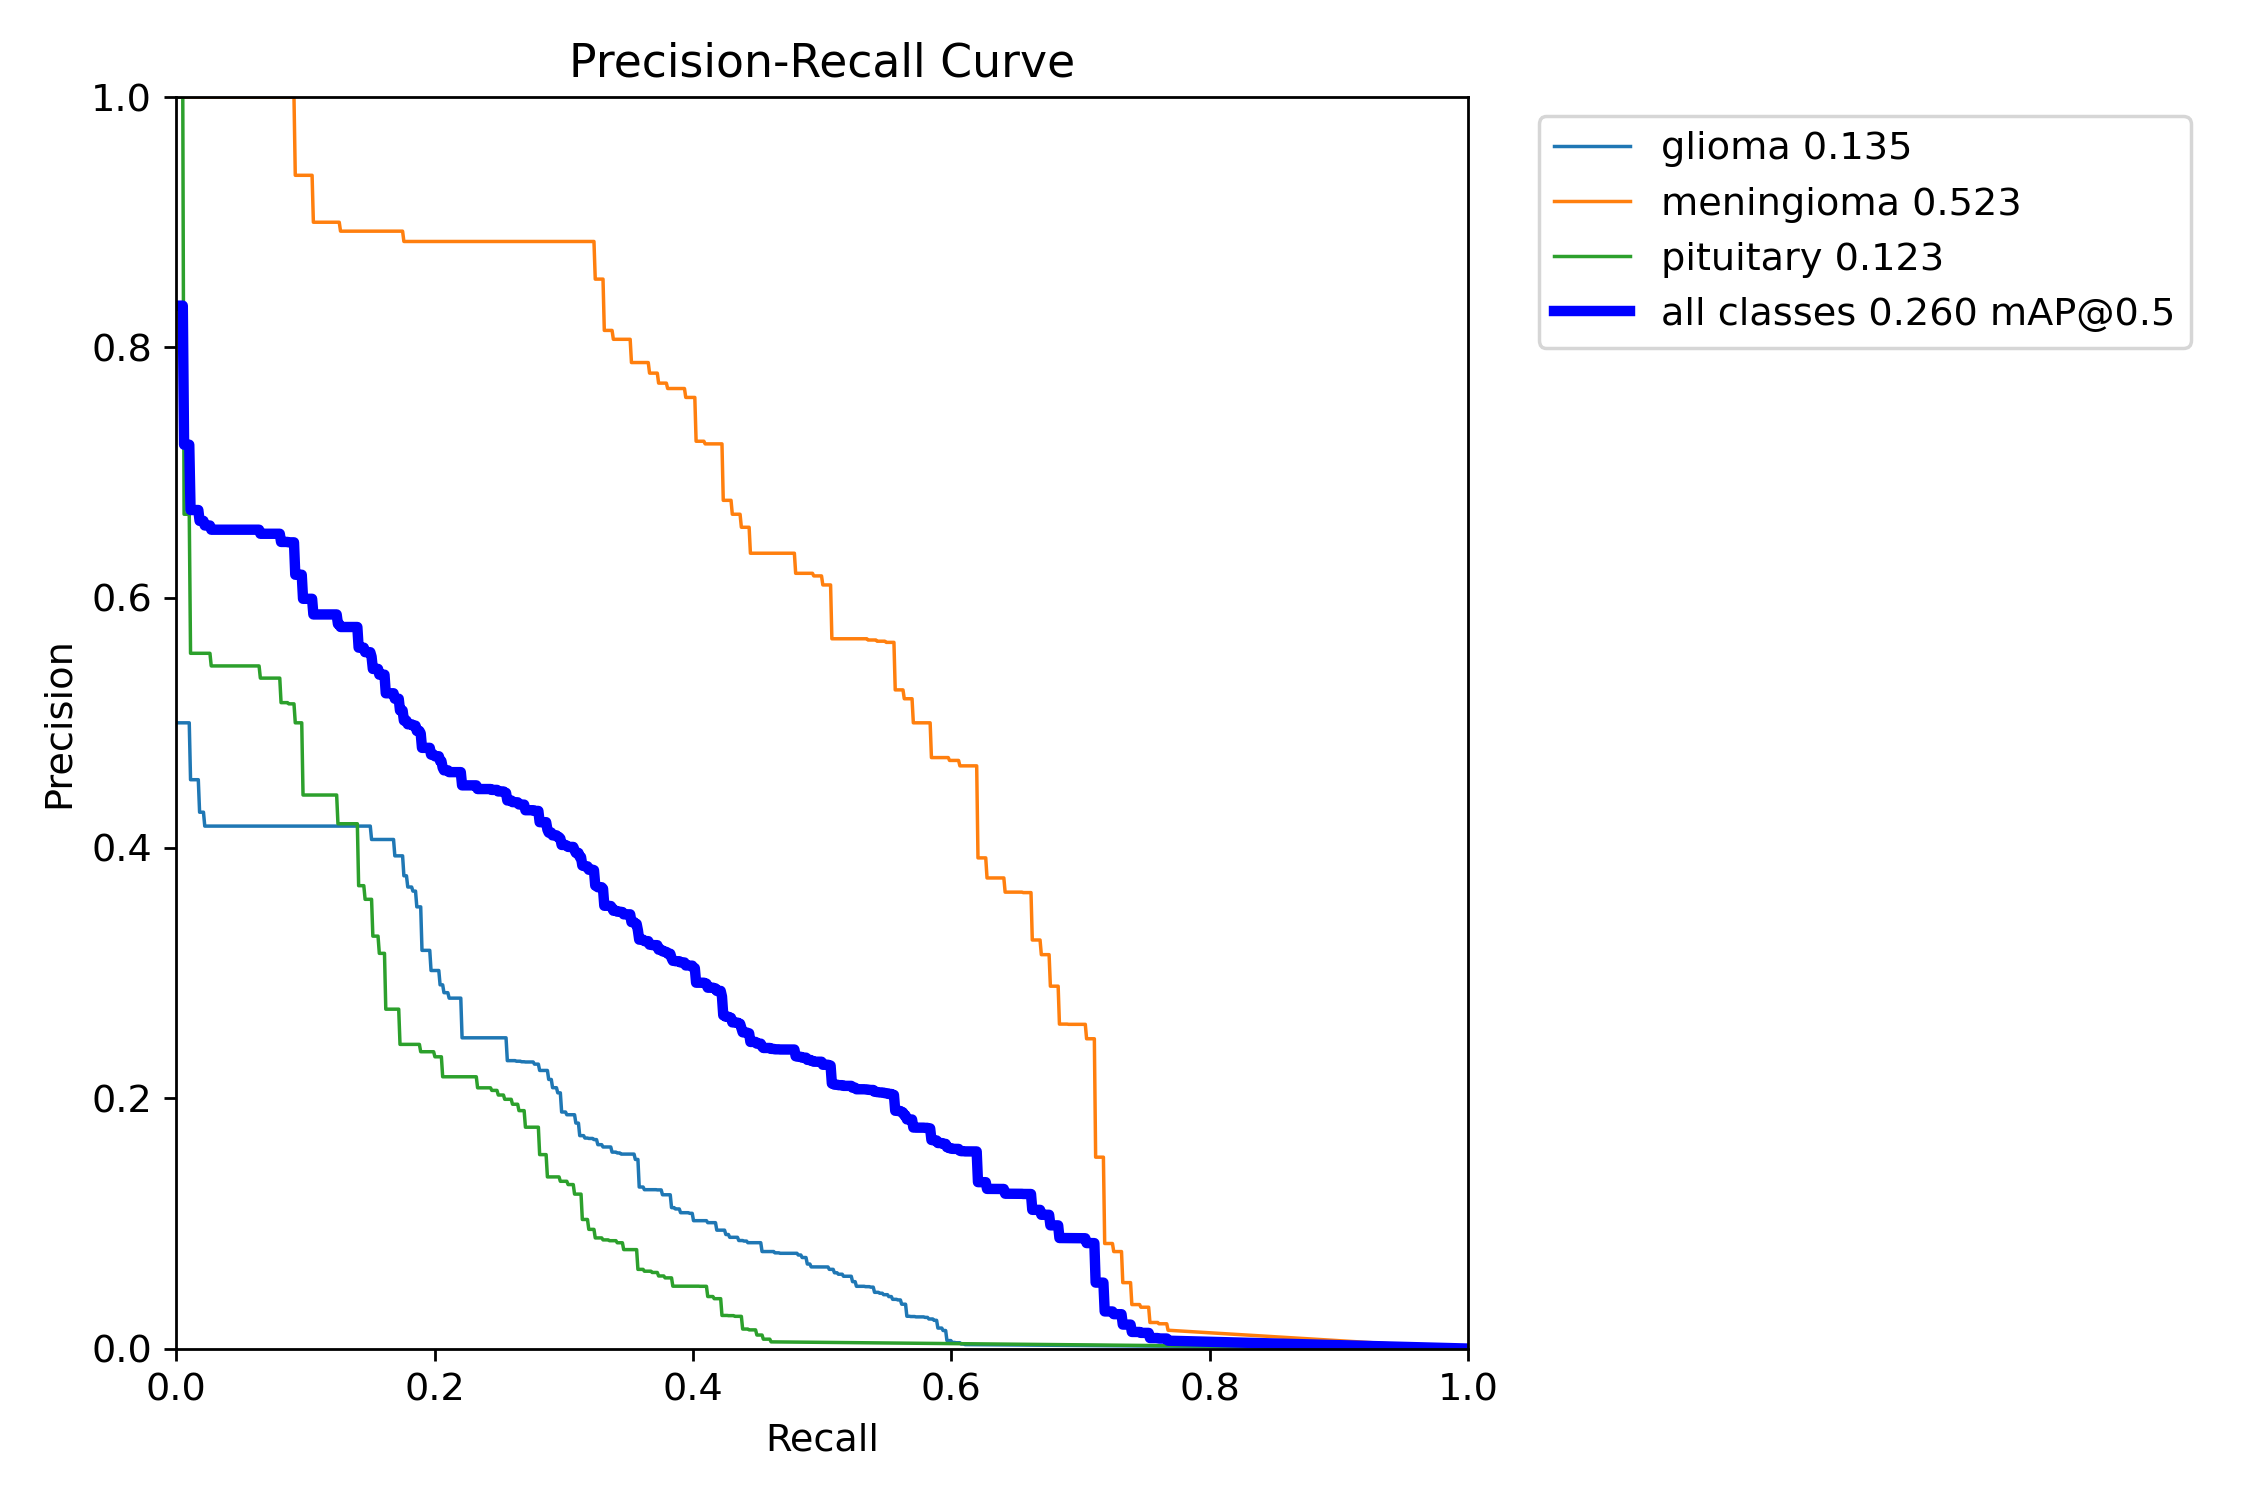 Precision-Recall Curve
1.0
0.8
0.6
0.4
0.2
0.0
Precision
0.0 0.2 0.4 0.6 0.8 1.0
Recall
glioma 0.135
meningioma 0.523
pituitary 0.123
all classes 0.260 mAP@0.5